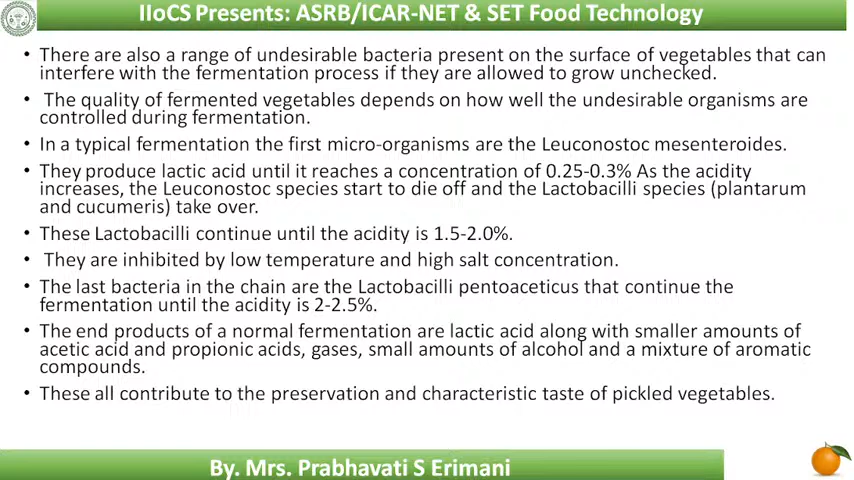 IIoCS Presents: ASRB/ICAR-NET & SET Food Technology
• There are also a range of undesirable bacteria present on the surface of vegetables that can
interfere with the fermentation process if they are allowed to grow unchecked.
• The quality of fermented vegetables depends on how well the undesirable organisms are
controlled during fermentation.
• In a typical fermentation the first micro-organisms are the Leuconostoc mesenteroides.
• They produce lactic acid until it reaches a concentration of 0.25-0.3% As the acidity
increases, the Leuconostoc species start to die off and the Lactobacilli species (plantarum
and cucumeris) take over.
• These Lactobacilli continue until the acidity is 1.5-2.0%.
• They are inhibited by low temperature and high salt concentration.
• The last bacteria in the chain are the Lactobacilli pentoaceticus that continue the
fermentation until the acidity is 2-2.5%.
• The end products of a normal fermentation are lactic acid along with smaller amounts of
acetic acid and propionic acids, gases, small amounts of alcohol and a mixture of aromatic
compounds.
• These all contribute to the preservation and characteristic taste of pickled vegetables.
By. Mrs. Prabhavati S Erimani